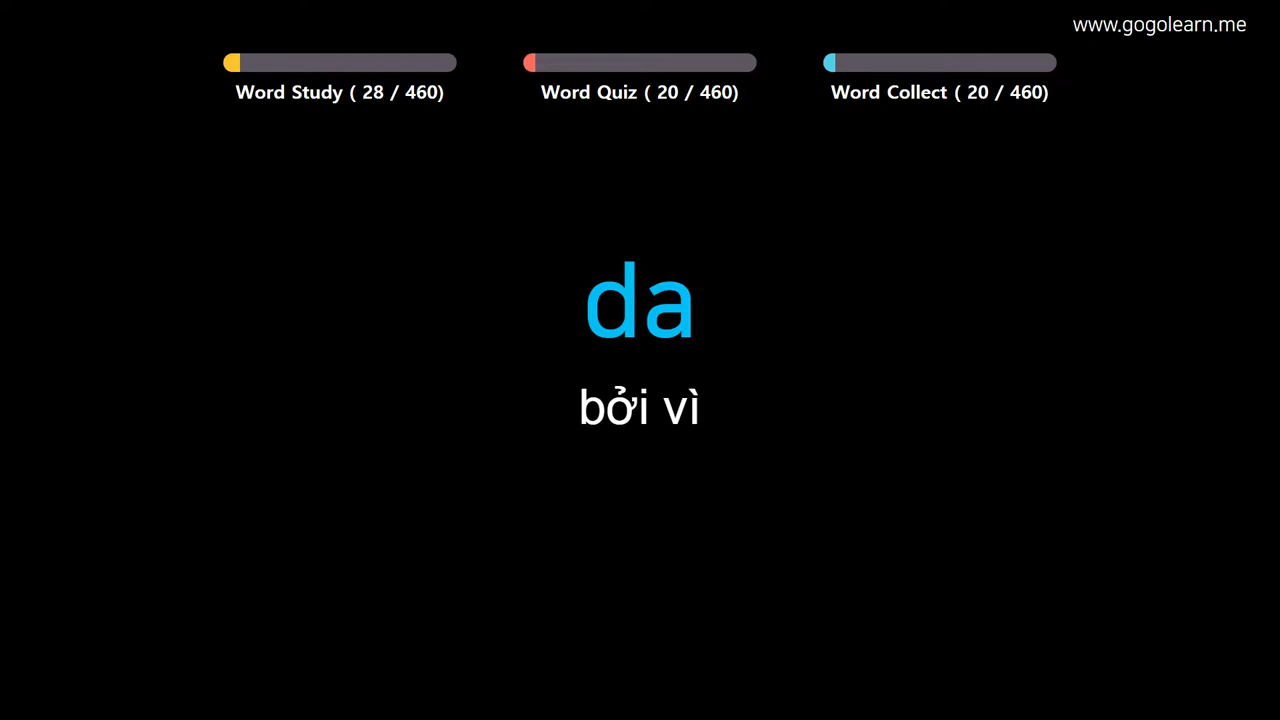 www.gogolearn.me
Word Study ( 28 / 460)
Word Quiz ( 20 / 460)
Word Collect ( 20 / 460)
da
bởi vì